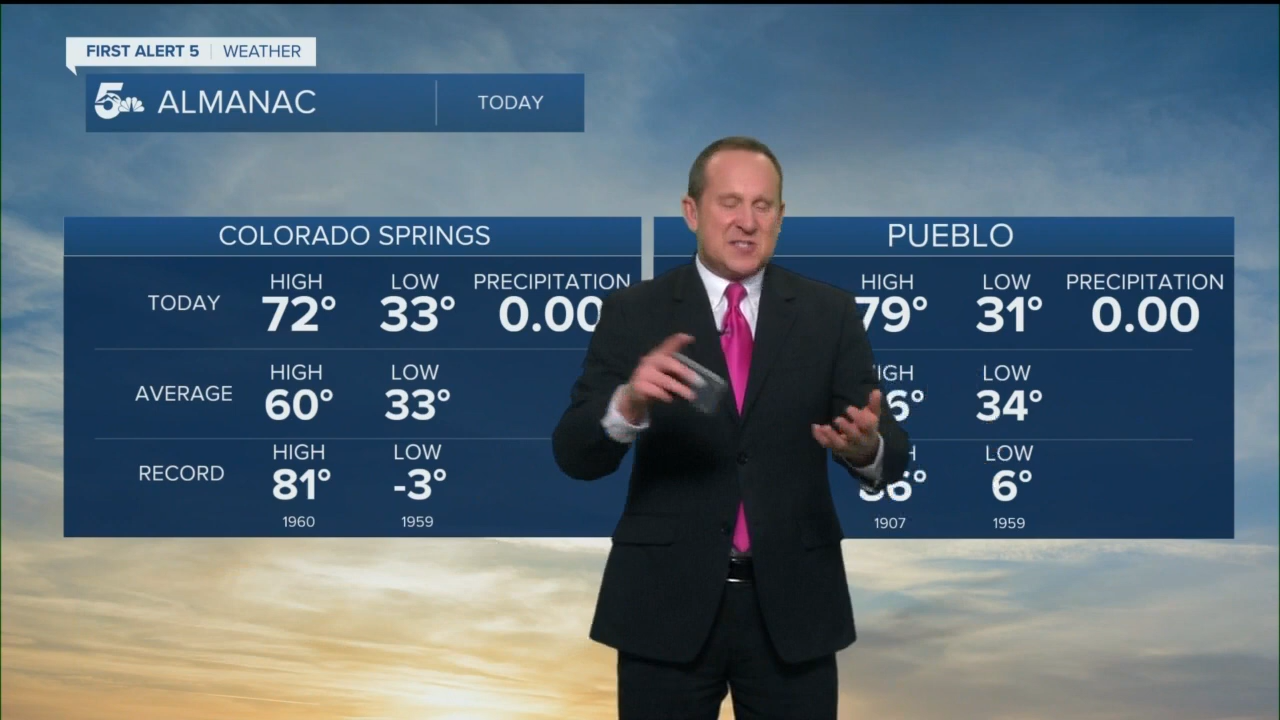 FIRST ALERT 5 | WEATHER
5 ALMANAC TODAY
COLORADO SPRINGS
HIGH LOW PRECIPITATION
TODAY 72° 33° 0.00
HIGH LOW
AVERAGE 60° 33°
HIGH LOW
RECORD 81° -3°
1960 1959
PUEBLO
HIGH LOW PRECIPITATION
79° 31° 0.00
LOW
34°
LOW
6°
1907 1959